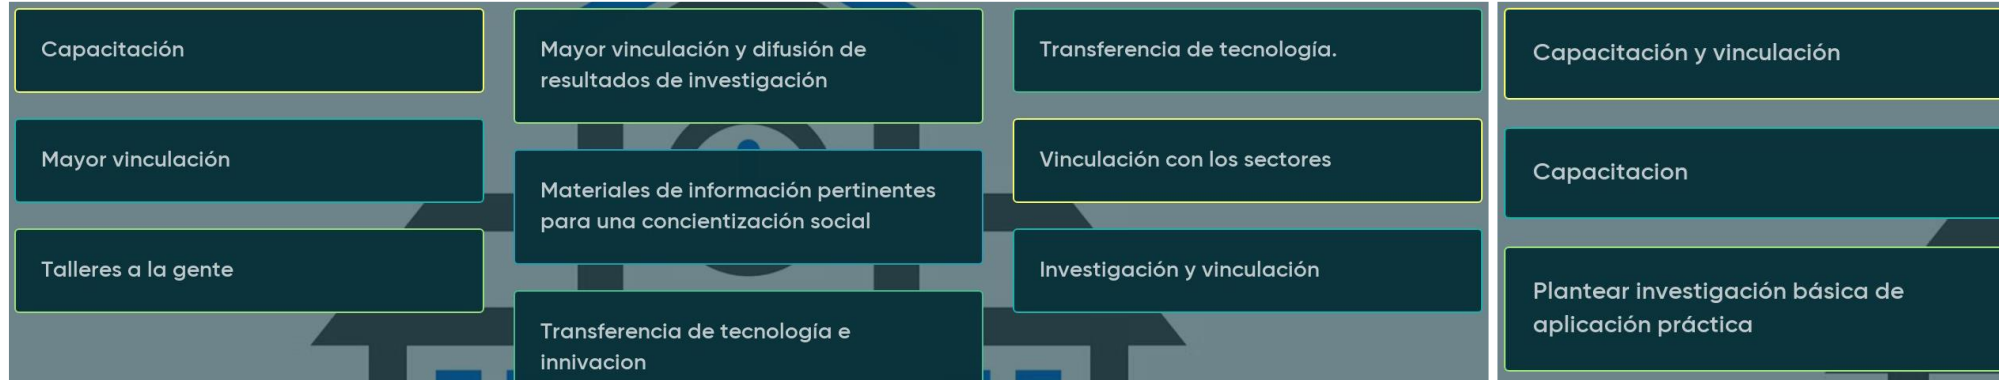 Capacitación
Mayor vinculación
Talleres a la gente
Mayor vinculación y difusión de
resultados de investigación
Materiales de información pertinentes
para una concientización social
Transferencia de tecnología e
innivacion
Transferencia de tecnología.
Vinculación con los sectores
Investigación y vinculación
Capacitación y vinculación
Capacitacion
Plantear investigación básica de
aplicación práctica